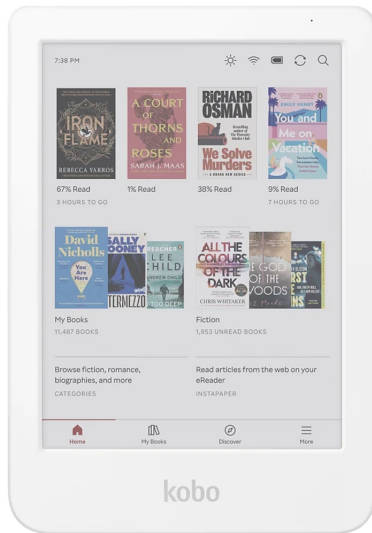 7:38 PM
IRON FLAME
REBECCA YARROS
A COURT
OF
THORNS
AND
ROSES
SARAH J. MAAS
RICHARD
OSMAN
We Solve
Murders
EMILY HENRY
You and
Me on
Vacation
67% Read
1% Read
38% Read
9% Read
3 HOURS TO GO
7 HOURS TO GO
David
Nicholls
You Are
Here
SALLY
ROONEY
TERMEZZO
REACHER
LEE
CHILD
TOO DEEP
ALL THE
COLOURS
OF THE
DARK
CHRIS WHITAKER
THE GOD
OF THE
WOODS
My Books
Fiction
11,487 BOOKS
1,853 UNREAD BOOKS
Browse fiction, romance,
biographies, and more
CATEGORIES
Read articles from the web on your
eReader
INSTAPAPER
Home
My Books
Discover
More
kobo